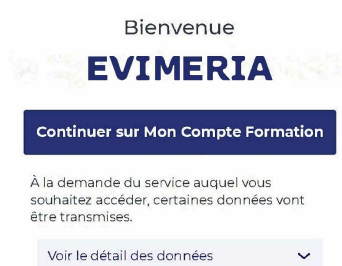 Bienvenue
EVIMERIA
Continuer sur Mon Compte Formation
À la demande du service auquel vous
souhaitez accéder, certaines données vont
être transmises.
Voir le détail des données